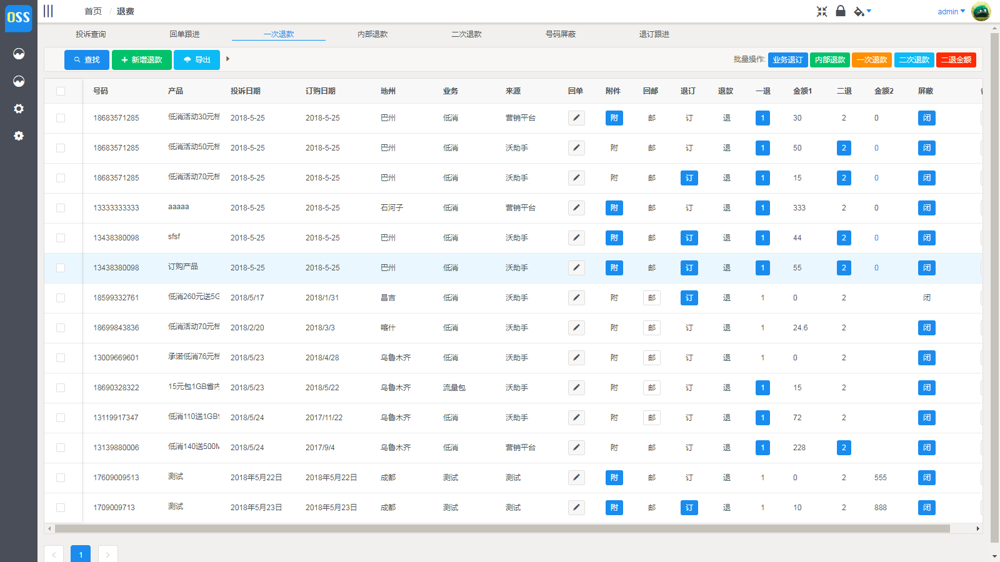 OSS 首页 / 退费 admin
投诉查询 回单跟进 一次退款 内部退款 二次退款 号码屏蔽 退订跟进
查找 新增退款 导出 批量操作: 业务退订 内部退款 一次退款 二次退款 二退金额
号码 产品 投诉日期 订购日期 地州 业务 来源 回单 附件 回邮 退订 退款 一退 金额1 二退 金额2 屏蔽
18683571285 低消活动30元档 2018-5-25 2018-5-25 巴州 低消 营销平台 附 邮 订 退 1 30 2 0 闭
18683571285 低消活动50元档 2018-5-25 2018-5-25 巴州 低消 沃助手 附 邮 订 退 1 50 2 0 闭
18683571285 低消活动70元档 2018-5-25 2018-5-25 巴州 低消 沃助手 附 邮 订 退 1 15 2 0 闭
13333333333 aaaaa 2018-5-25 2018-5-25 石河子 低消 营销平台 附 邮 订 退 1 333 2 0 闭
13438380098 sfsf 2018-5-25 2018-5-25 巴州 低消 沃助手 附 邮 订 退 1 44 2 0 闭
13438380098 订购产品 2018-5-25 2018-5-25 巴州 低消 沃助手 附 邮 订 退 1 55 2 0 闭
18599332761 低消260元送5G 2018/5/17 2018/1/31 昌吉 低消 沃助手 附 邮 订 退 1 0 2 闭
18699843836 低消活动70元档 2018/2/20 2018/3/3 喀什 低消 沃助手 附 邮 订 退 1 24.6 2 闭
13009669601 承诺低消76元档 2018/5/23 2018/4/28 乌鲁木齐 低消 沃助手 附 邮 订 退 1 0 2 闭
18690328322 15元包1GB省内 2018/5/23 2018/5/22 乌鲁木齐 流量包 沃助手 附 邮 订 退 1 15 2 闭
13119917347 低消110送1GB 2018/5/24 2017/11/22 乌鲁木齐 低消 沃助手 附 邮 订 退 1 72 2 闭
13139880006 低消140送500M 2018/5/24 2017/9/4 乌鲁木齐 低消 营销平台 附 邮 订 退 1 228 2 闭
17609009513 测试 2018年5月22日 2018年5月22日 成都 测试 测试 附 邮 订 退 1 0 2 555 闭
1709009713 测试 2018年5月23日 2018年5月23日 成都 测试 测试 附 邮 订 退 1 10 2 888 闭
1